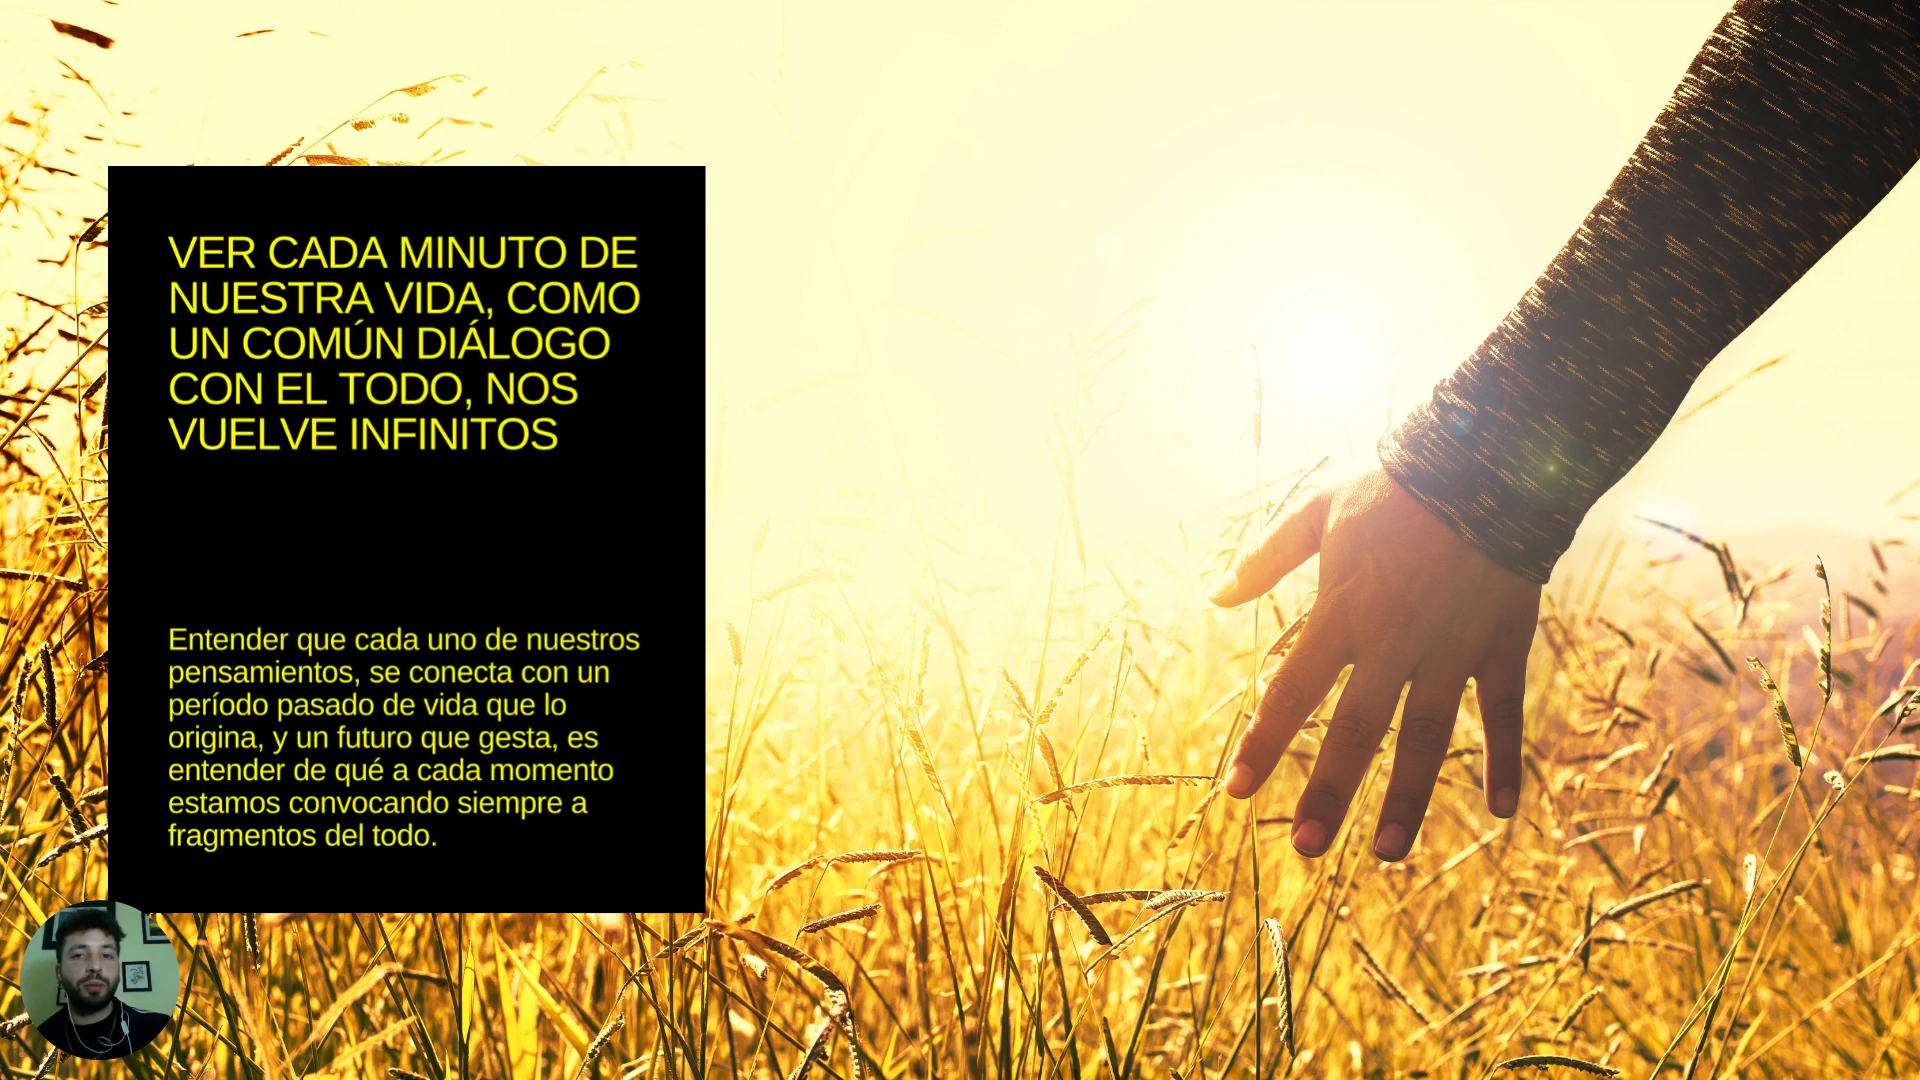 VER CADA MINUTO DE
NUESTRA VIDA, COMO
UN COMÚN DIÁLOGO
CON EL TODO, NOS
VUELVE INFINITOS
Entender que cada uno de nuestros
pensamientos, se conecta con un
período pasado de vida que lo
origina, y un futuro que gesta, es
entender de qué a cada momento
estamos convocando siempre a
fragmentos del todo.